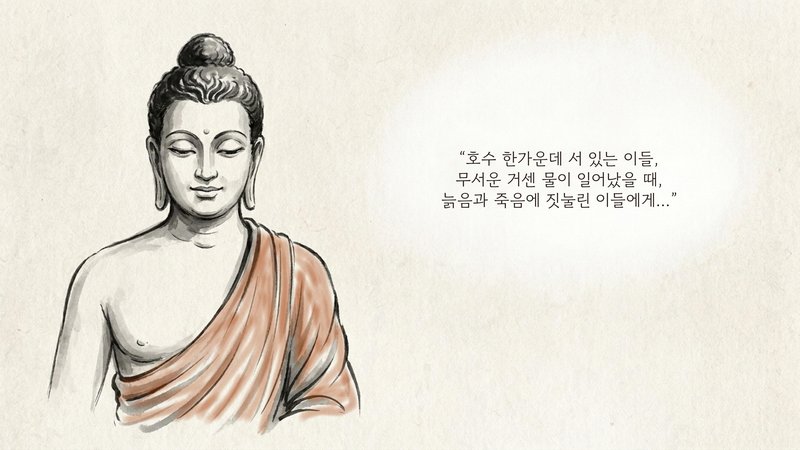 “호수 한가운데 서 있는 이들,
무서운 거센 물이 일어났을 때,
늙음과 죽음에 짓눌린 이들에게...”